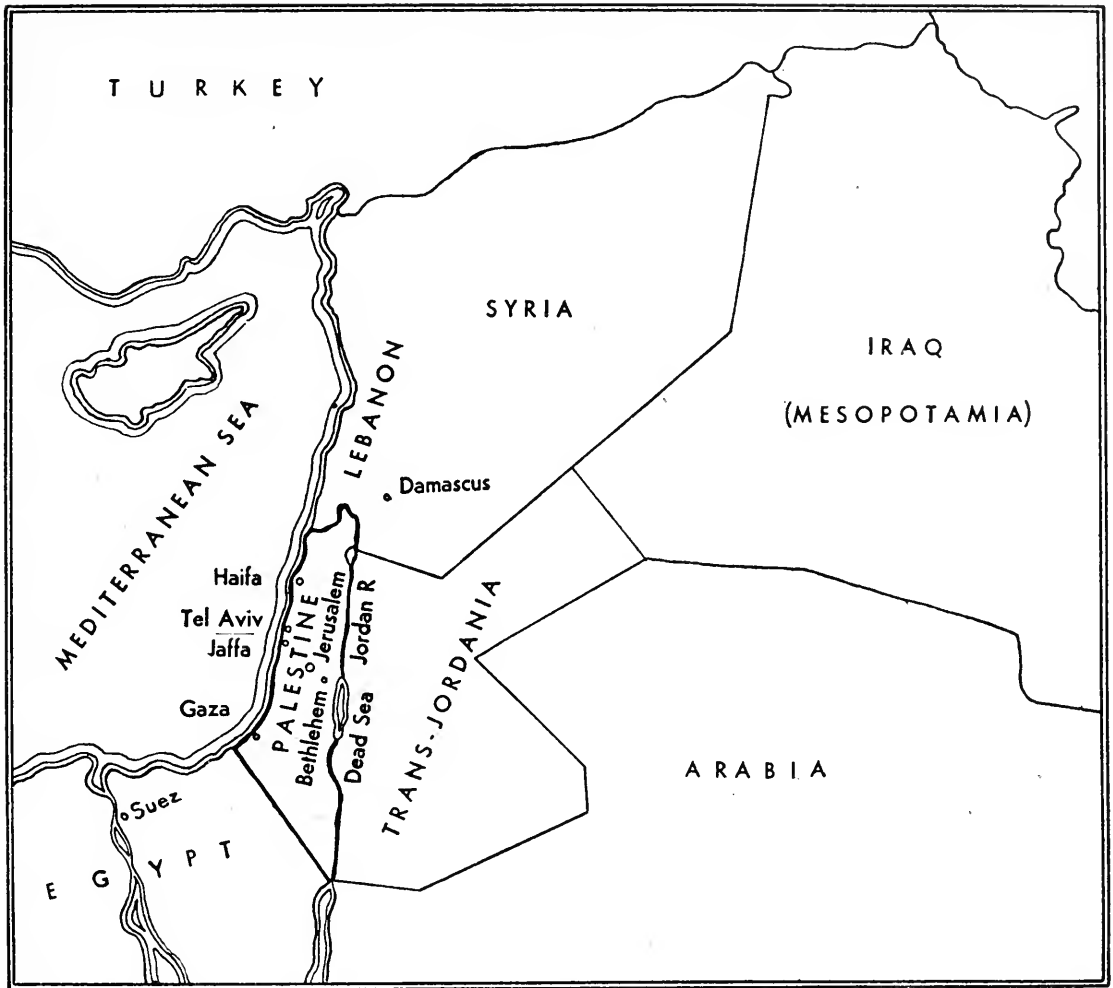 TURKEY
SYRIA
IRAQ
(MESOPOTAMIA)
LEBANON
MEDITERRANEAN SEA
Damascus
Haifa
Tel Aviv
Jaffa
Gaza
PALESTINE
Jerusalem
Bethlehem
Jordan R
Dead Sea
TRANS-JORDANIA
ARABIA
Suez
EGYPT